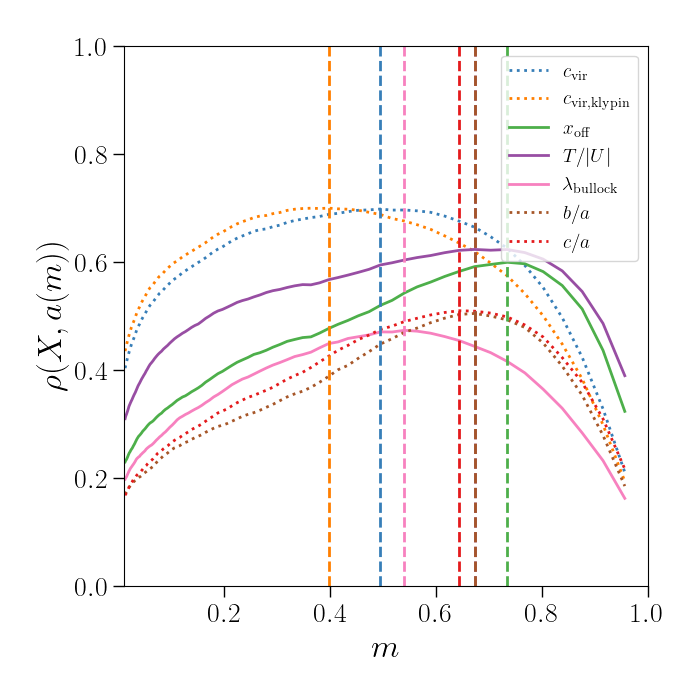 1.0
0.8
0.6
0.4
0.2
0.0
ρ(X, a(m))
0.2 0.4 0.6 0.8 1.0
m
c_vir
c_vir,klypin
x_off
T/|U|
λ_bullock
b/a
c/a